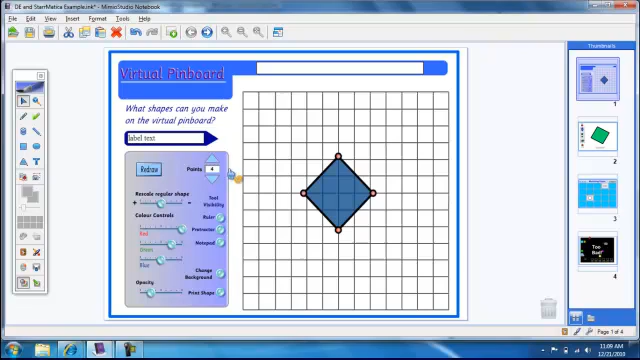 DE and StarrMatica Example.ink* - MimioStudio Notebook
File Edit View Insert Format Tools Help
Virtual Pinboard
What shapes can you make
on the virtual pinboard?
label text
Redraw
Points 4
Rescale regular shape
+ -
Text
Visibility
Colour Controls
Ruler
Red
Protractor
Green
Notepad
Blue
Change
Background
Opacity
Print Shape
Thumbnails
1
2
3
Too
Bad!
4
Page 1 of 4
11:09 AM
12/21/2010